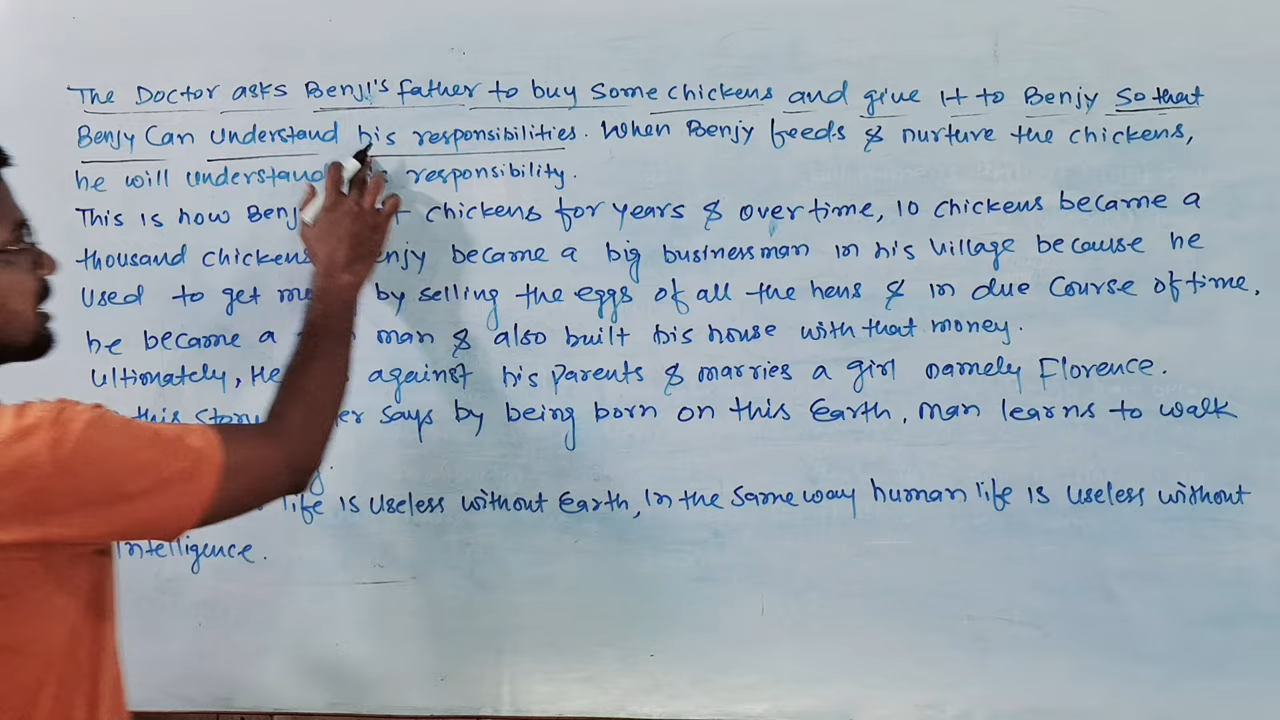 The Doctor asks Benji's father to buy some chickens and give it to Benjy so that
Benjy can understand his responsibilities. When Benjy feeds & nurture the chickens,
he will understand responsibility.
This is how chickens for years & over time, 10 chickens became a
thousand chickens became a big businessman in his village because he
used to get by selling the eggs of all the hens & in due course of time,
he became a man & also built his house with that money.
Ultimately, He against his parents & marries a girl namely Florence.
this says by being born on this Earth, man learns to walk
life is useless without Earth, in the same way human life is useless without
Intelligence.